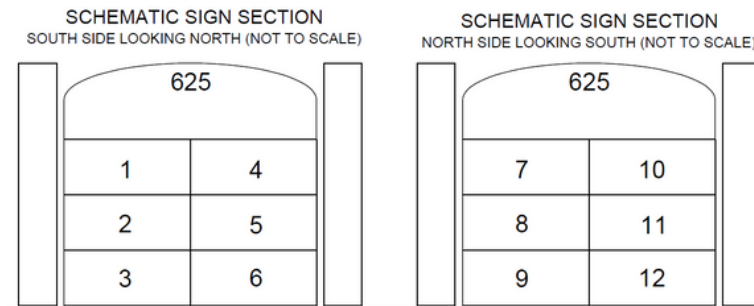 SCHEMATIC SIGN SECTION
SOUTH SIDE LOOKING NORTH (NOT TO SCALE)
625
1 4
2 5
3 6
SCHEMATIC SIGN SECTION
NORTH SIDE LOOKING SOUTH (NOT TO SCALE)
625
7 10
8 11
9 12